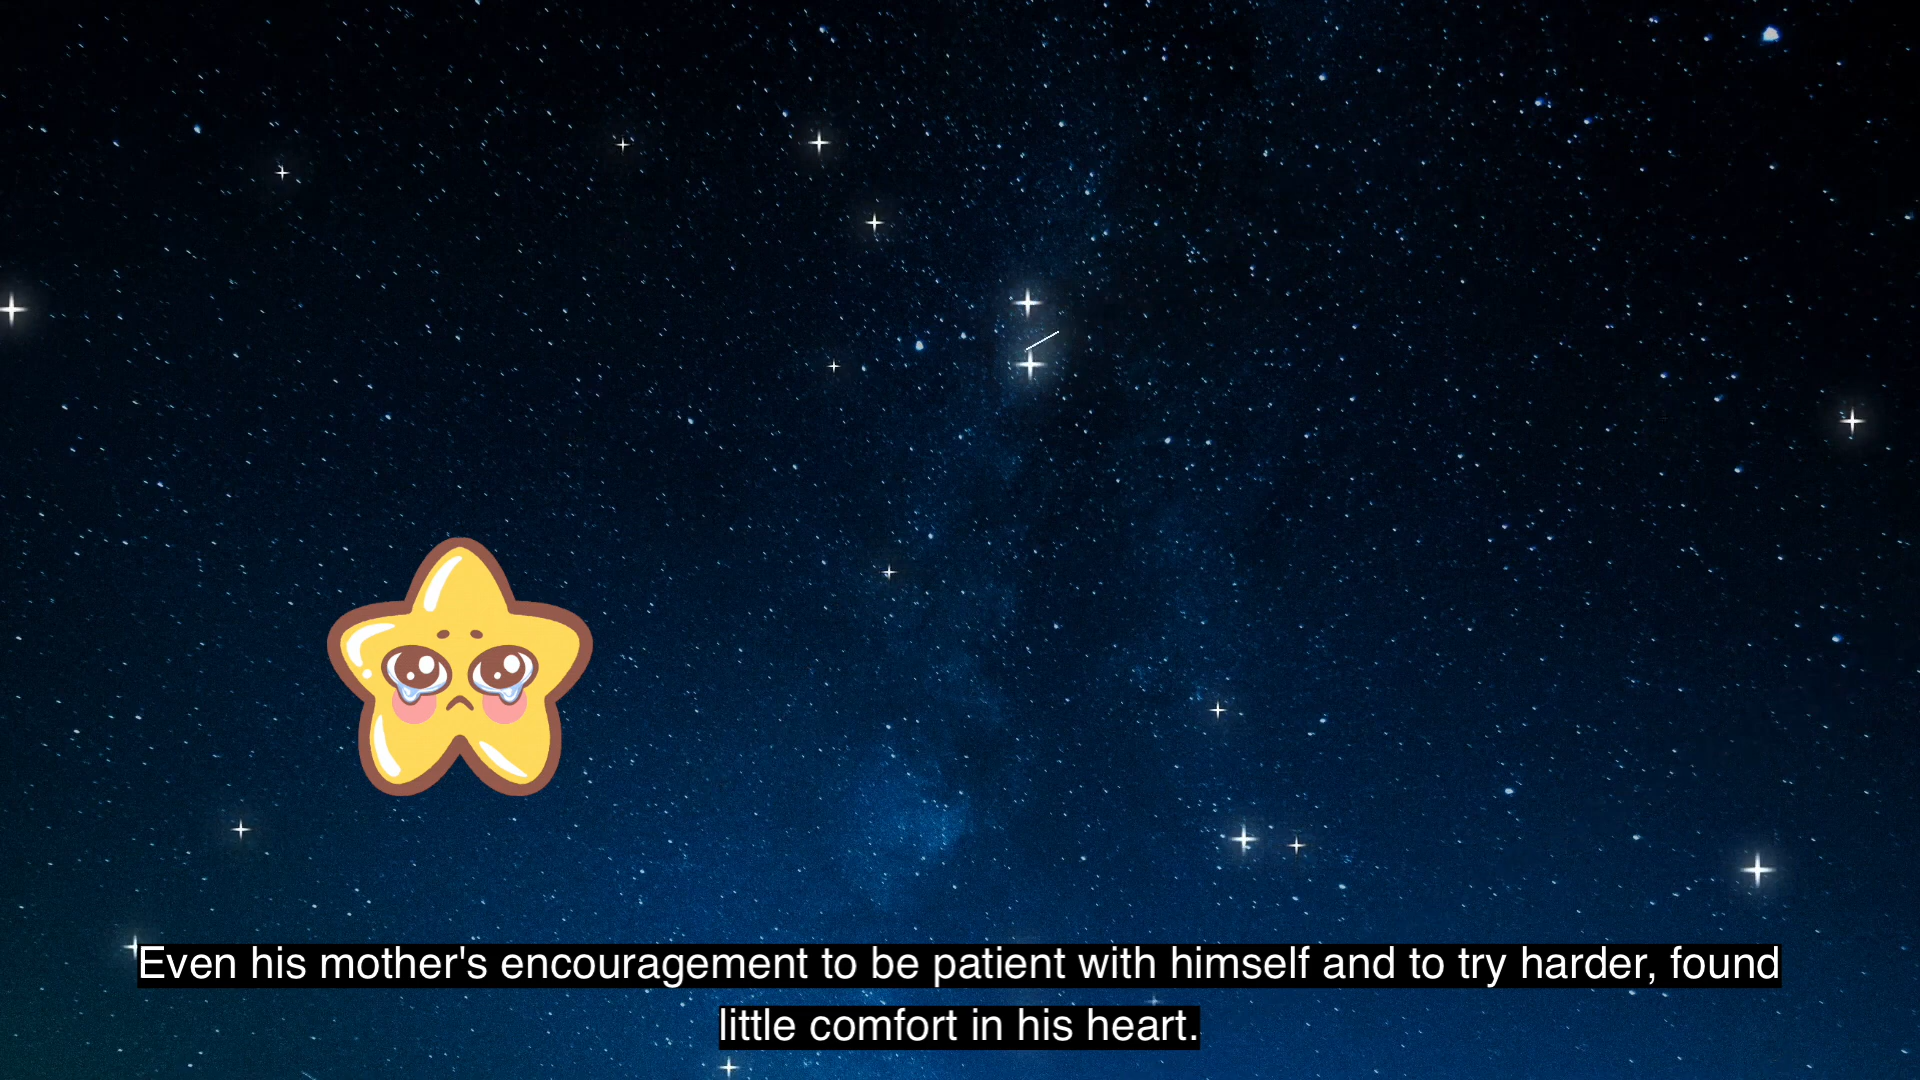 Even his mother's encouragement to be patient with himself and to try harder, found
little comfort in his heart.